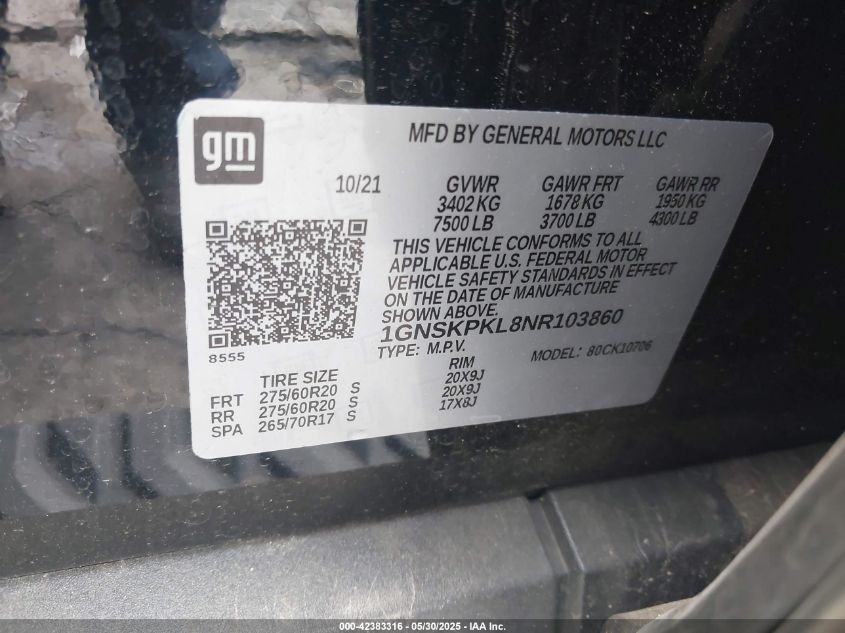 gm
MFD BY GENERAL MOTORS LLC
10/21 GVWR GAWR FRT GAWR RR
3402 KG 1678 KG 1950 KG
7500 LB 3700 LB 4300 LB
THIS VEHICLE CONFORMS TO ALL
APPLICABLE U.S. FEDERAL MOTOR
VEHICLE SAFETY STANDARDS IN EFFECT
ON THE DATE OF MANUFACTURE
SHOWN ABOVE.
1GNSKPKL8NR103860
8555
TYPE: M.P.V. MODEL: 80CK10706
TIRE SIZE RIM
FRT 275/60R20 S 20X9J
RR 275/60R20 S 20X9J
SPA 265/70R17 S 17X8J
000-42383316 - 05/30/2025 - IAA Inc.